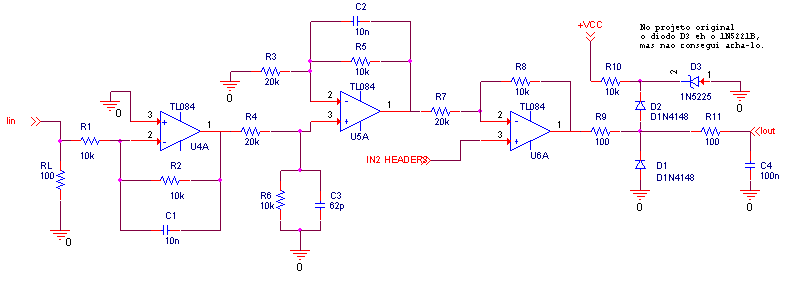 No projeto original
o diodo D3 eh o 1N5221B,
mas nao consegui acha-lo.
+VCC
C2
10n
R5
10k
R3
20k
R8
10k
R10
10k
D3
2
1
1N5225
0
0
TL084
3
+
2
-
1
U4A
0
TL084
2
-
3
+
1
U5A
TL084
2
-
3
+
1
U6A
D2
D1N4148
Iin
R1
10k
R4
20k
R7
20k
R9
100
R11
100
Iout
RL
100
R2
10k
C1
10n
R6
10k
C3
62p
IN2 HEADER3
D1
D1N4148
C4
100n
0
0
0
0